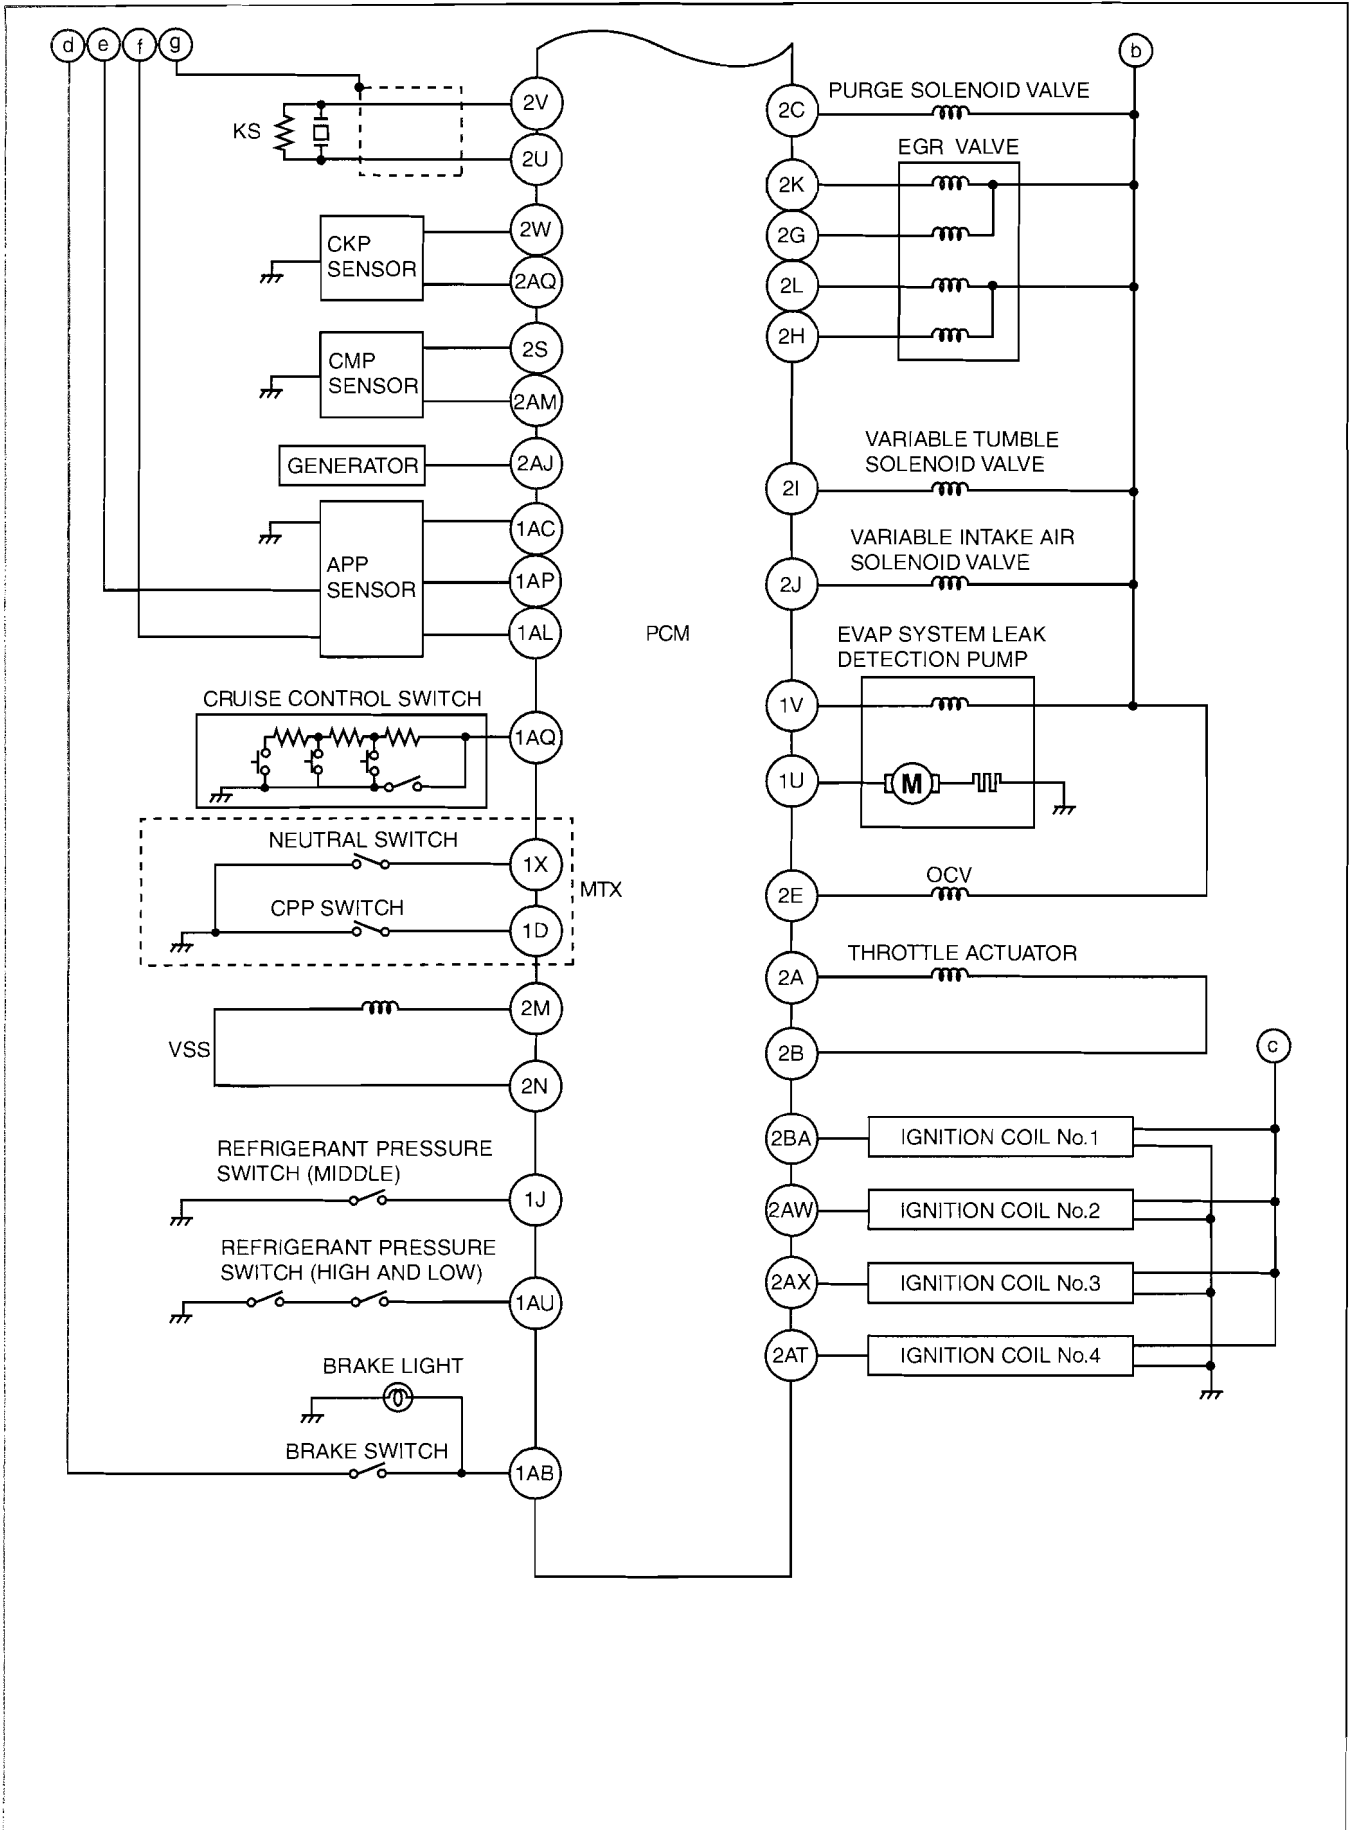 d e f g
b
KS
2V
2U
CKP
SENSOR
2W
2AQ
CMP
SENSOR
2S
2AM
GENERATOR
2AJ
APP
SENSOR
1AC
1AP
1AL
CRUISE CONTROL SWITCH
1AQ
NEUTRAL SWITCH
1X
MTX
CPP SWITCH
1D
VSS
2M
2N
REFRIGERANT PRESSURE
SWITCH (MIDDLE)
1J
REFRIGERANT PRESSURE
SWITCH (HIGH AND LOW)
1AU
BRAKE LIGHT
BRAKE SWITCH
1AB
PCM
2C
PURGE SOLENOID VALVE
EGR VALVE
2K
2G
2L
2H
VARIABLE TUMBLE
SOLENOID VALVE
2I
VARIABLE INTAKE AIR
SOLENOID VALVE
2J
EVAP SYSTEM LEAK
DETECTION PUMP
1V
1U
M
OCV
2E
THROTTLE ACTUATOR
2A
2B
c
2BA
IGNITION COIL No.1
2AW
IGNITION COIL No.2
2AX
IGNITION COIL No.3
2AT
IGNITION COIL No.4